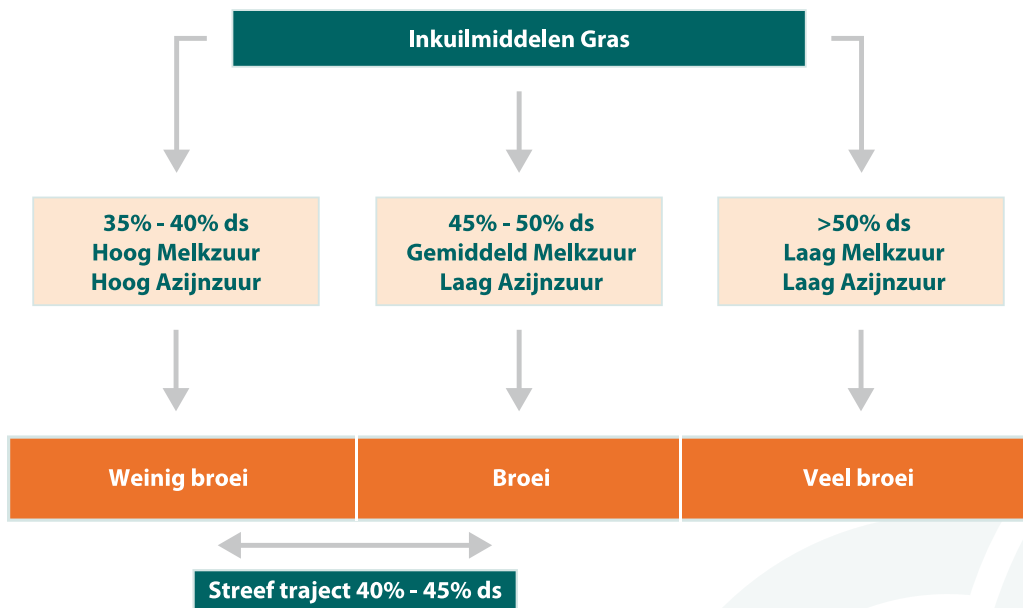 Inkuilmiddelen Gras
35% - 40% ds
Hoog Melkzuur
Hoog Azijnzuur
45% - 50% ds
Gemiddeld Melkzuur
Laag Azijnzuur
>50% ds
Laag Melkzuur
Laag Azijnzuur
Weinig broei
Broei
Veel broei
Streef traject 40% - 45% ds